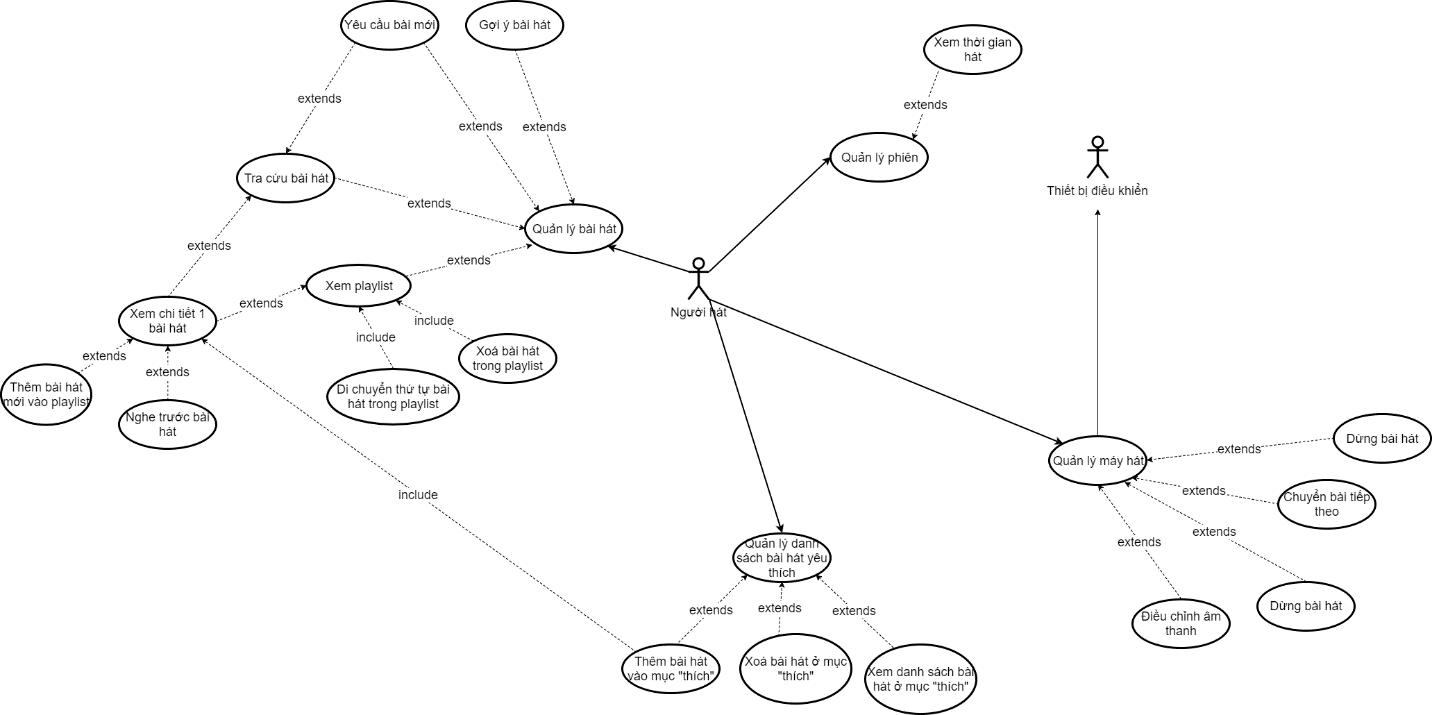 Yêu cầu bài mới
Gợi ý bài hát
Xem thời gian
hát
extends
extends
extends
extends
Quản lý phiên
Thiết bị điều khiển
Tra cứu bài hát
extends
Quản lý bài hát
extends
extends
Xem playlist
extends
Người hát
Xem chi tiết 1
bài hát
include
include
extends
Xoá bài hát
trong playlist
extends
Thêm bài hát
mới vào playlist
Di chuyển thứ tự bài
hát trong playlist
Nghe trước bài
hát
Dừng bài hát
extends
Quản lý máy hát
extends
Chuyển bài tiếp
theo
include
extends
extends
Quản lý danh
sách bài hát yêu
thích
extends
extends
extends
Dừng bài hát
Điều chỉnh âm
thanh
Thêm bài hát
vào mục "thích"
Xoá bài hát ở mục
"thích"
Xem danh sách bài
hát ở mục "thích"